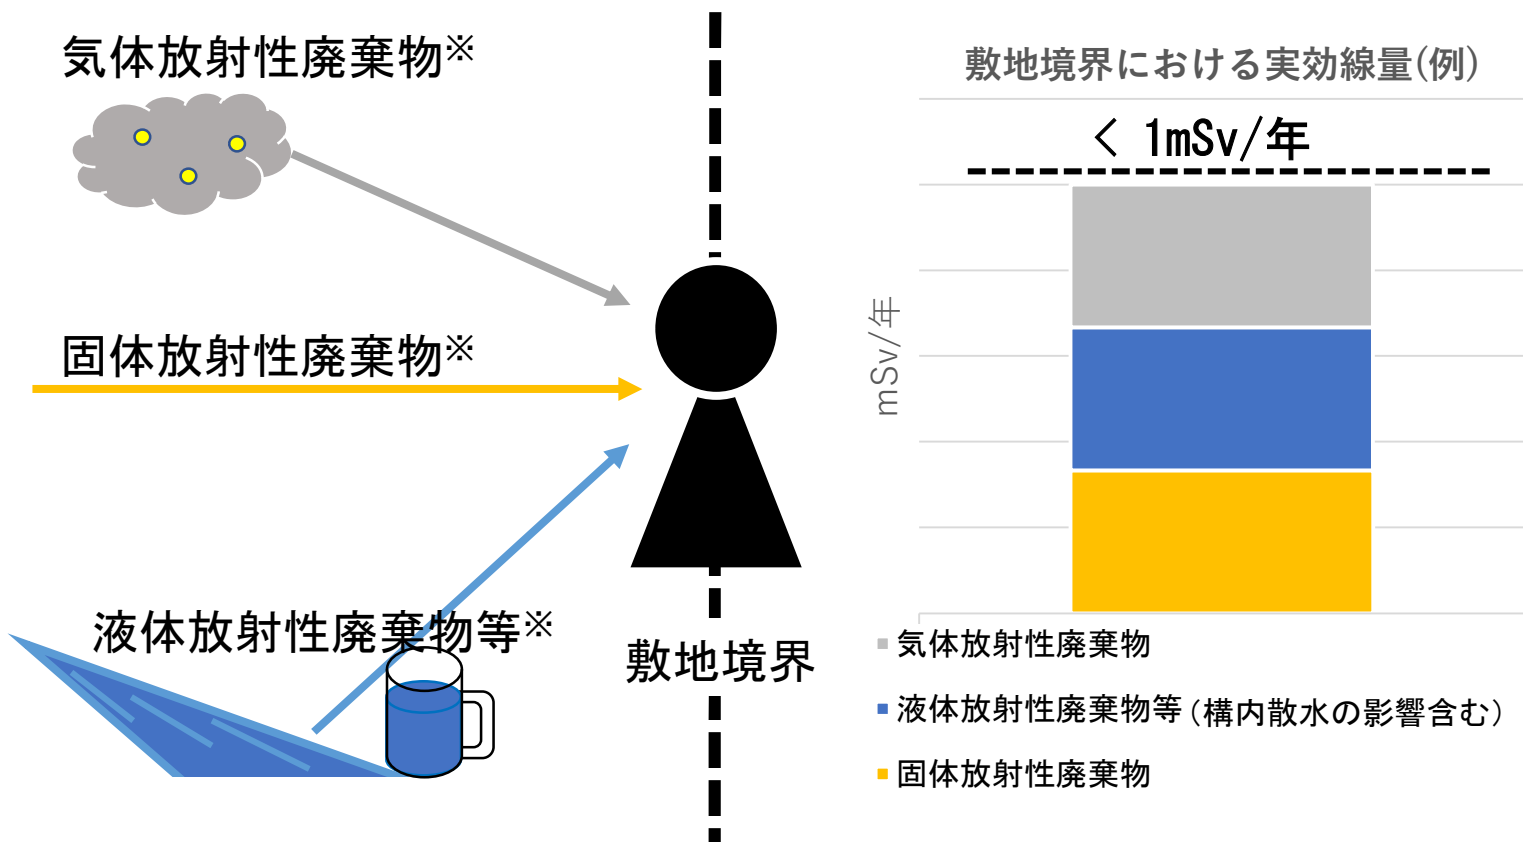 気体放射性廃棄物※
固体放射性廃棄物※
液体放射性廃棄物等※
敷地境界
敷地境界における実効線量(例)
< 1mSv/年
mSv/年
気体放射性廃棄物
液体放射性廃棄物等（構内散水の影響含む）
固体放射性廃棄物